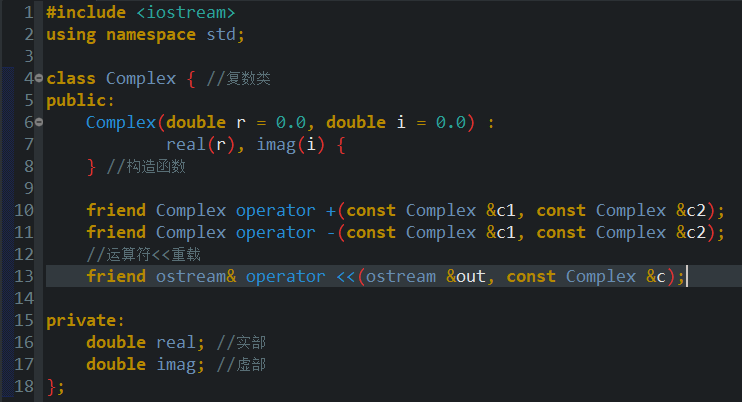 1 #include <iostream>
2 using namespace std;
3
4 class Complex { //复数类
5 public:
6 Complex(double r = 0.0, double i = 0.0) :
7 real(r), imag(i) {
8 } //构造函数
9
10 friend Complex operator +(const Complex &c1, const Complex &c2);
11 friend Complex operator -(const Complex &c1, const Complex &c2);
12 //运算符<<重载
13 friend ostream& operator <<(ostream &out, const Complex &c);
14
15 private:
16 double real; //实部
17 double imag; //虚部
18 };